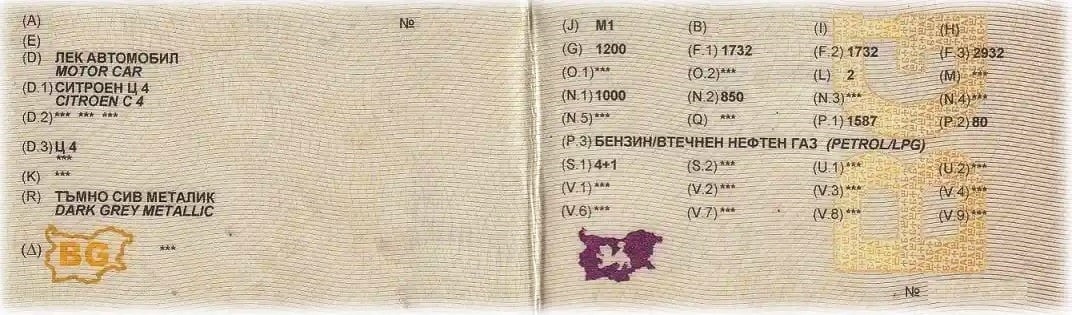 (A) №
(E)
(D) ЛЕК АВТОМОБИЛ
MOTOR CAR
(D.1) СИТРОЕН Ц 4
CITROEN C 4
(D.2) *** *** ***
(D.3) Ц 4
***
(K) ***
(R) ТЪМНО СИВ МЕТАЛИК
DARK GREY METALLIC
(Δ) ***
BG
(J) M1 (B) (I) (H)
(G) 1200 (F.1) 1732 (F.2) 1732 (F.3) 2932
(O.1) *** (O.2) *** (L) 2 (M) ***
(N.1) 1000 (N.2) 850 (N.3) *** (N.4) ***
(N 5) *** (Q) *** (P.1) 1587 (P.2) 80
(P.3) БЕНЗИН/ВТЕЧНЕН НЕФТЕН ГАЗ (PETROL/LPG)
(S.1) 4+1 (S.2) *** (U.1) *** (U.2) ***
(V.1) *** (V.2) *** (V.3) *** (V 4) ***
(V.6) *** (V.7) *** (V.8) *** (V.9) ***
№